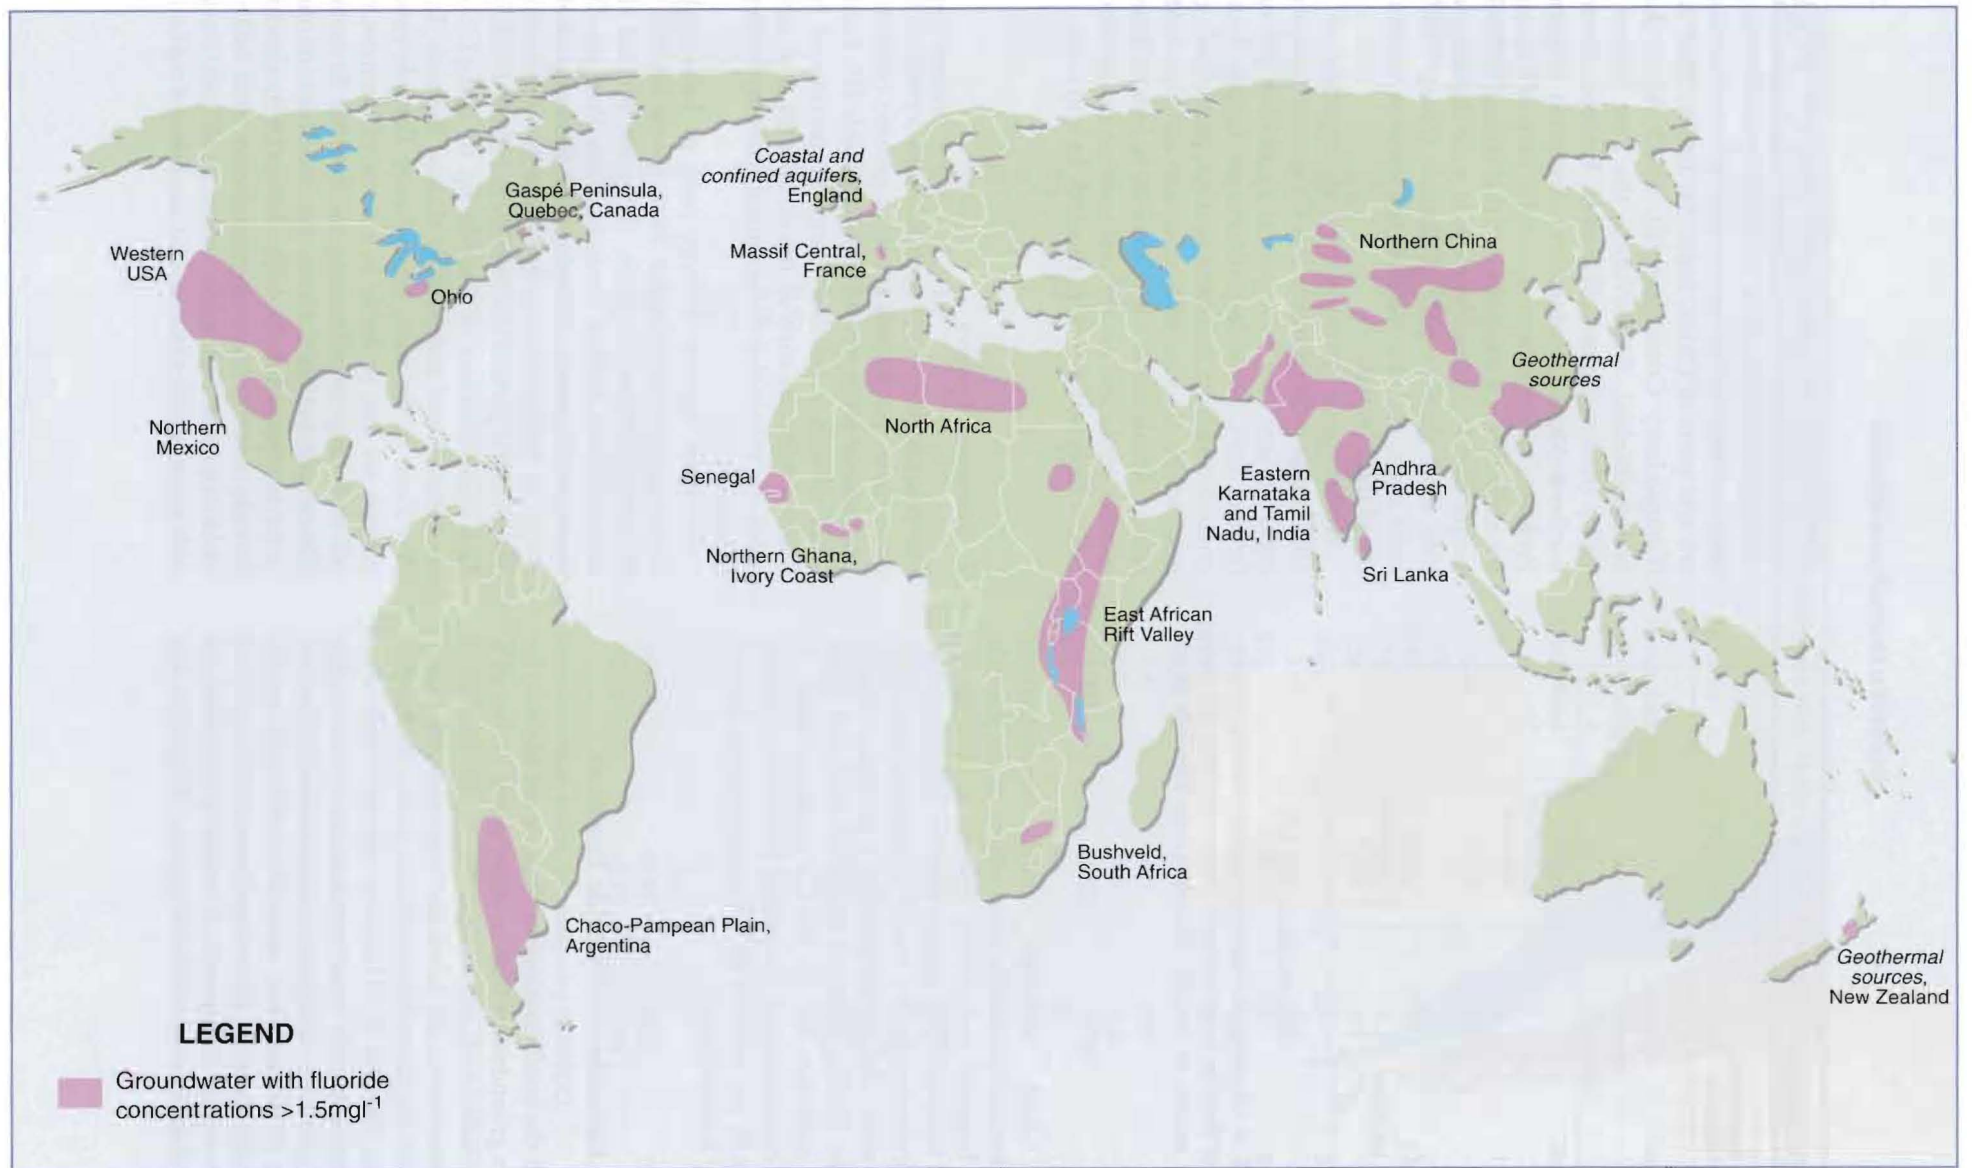 Coastal and
confined aquifers,
England
Gaspé Peninsula,
Quebec, Canada
Western
USA
Massif Central,
France
Northern China
Ohio
Geothermal
sources
Northern
Mexico
North Africa
Senegal
Eastern
Karnataka
and Tamil
Nadu, India
Andhra
Pradesh
Northern Ghana,
Ivory Coast
Sri Lanka
East African
Rift Valley
Bushveld,
South Africa
Chaco-Pampean Plain,
Argentina
Geothermal
sources,
New Zealand
LEGEND
Groundwater with fluoride
concentrations >1.5mgl⁻¹